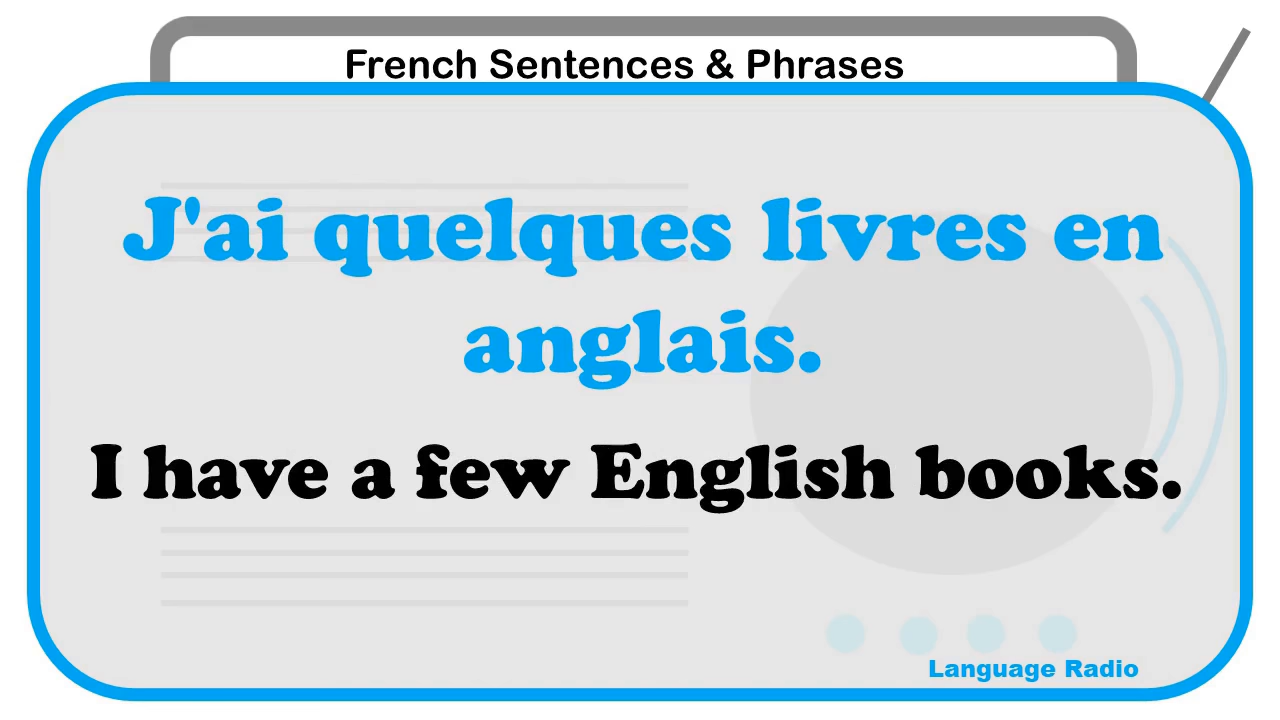 French Sentences & Phrases
J'ai quelques livres en
anglais.
I have a few English books.
Language Radio